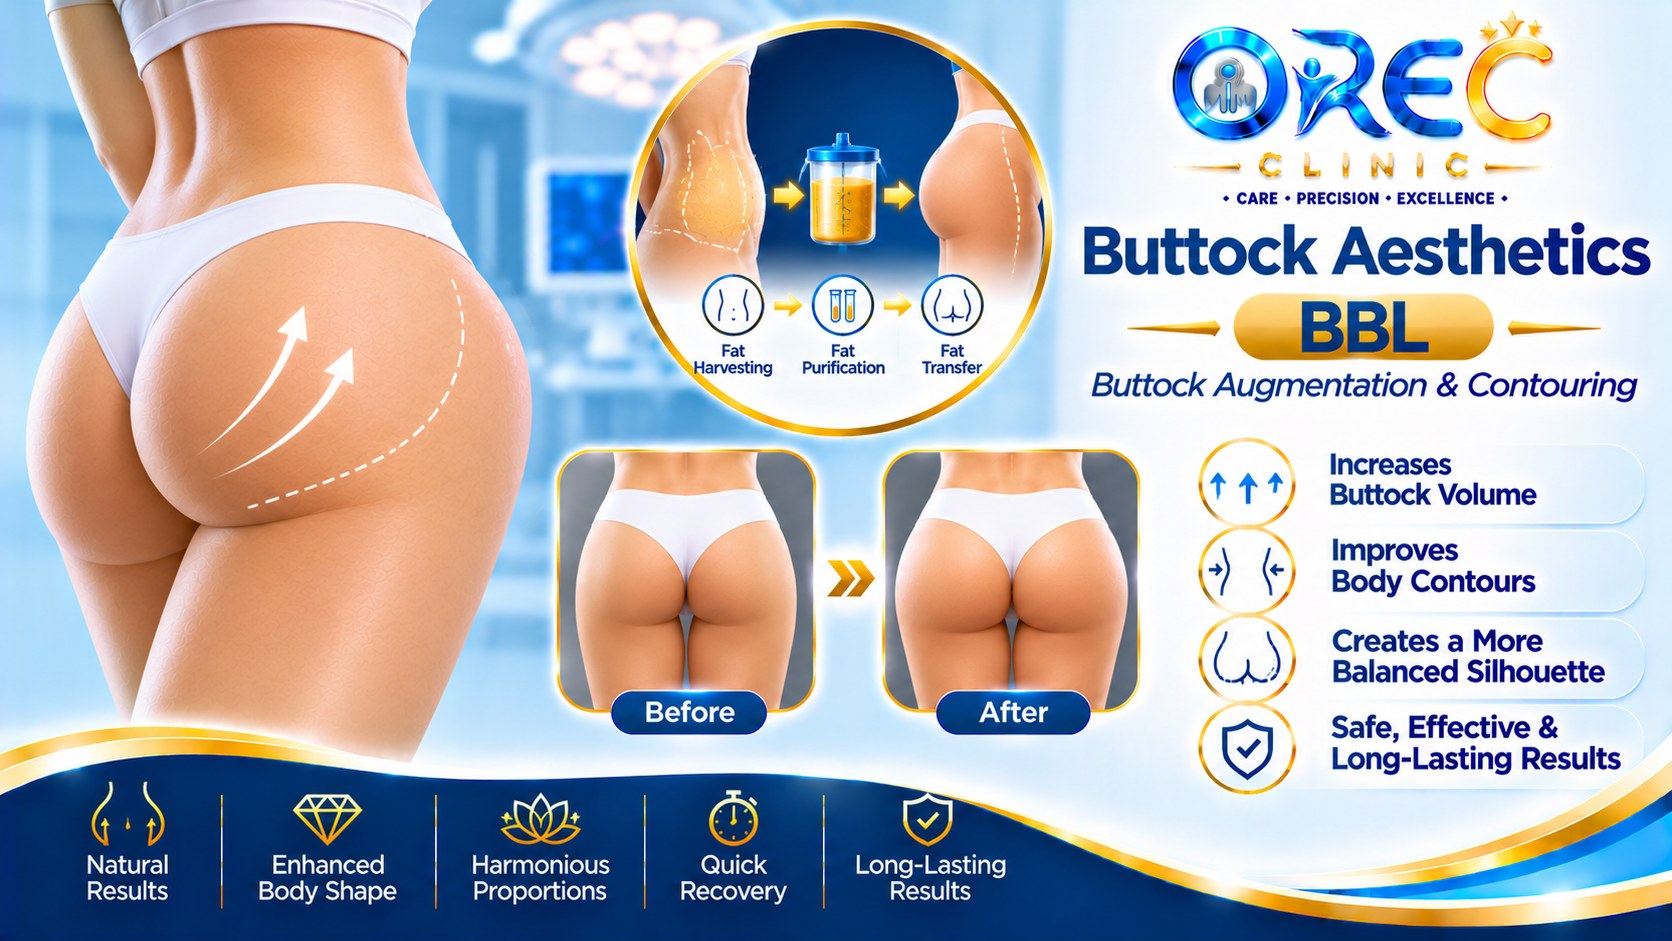 OREC
CLINIC
• CARE • PRECISION • EXCELLENCE •
Buttock Aesthetics
BBL
Buttock Augmentation & Contouring
Fat
Harvesting
Fat
Purification
Fat
Transfer
Before
After
Increases
Buttock Volume
Improves
Body Contours
Creates a More
Balanced Silhouette
Safe, Effective &
Long-Lasting Results
Natural
Results
Enhanced
Body Shape
Harmonious
Proportions
Quick
Recovery
Long-Lasting
Results